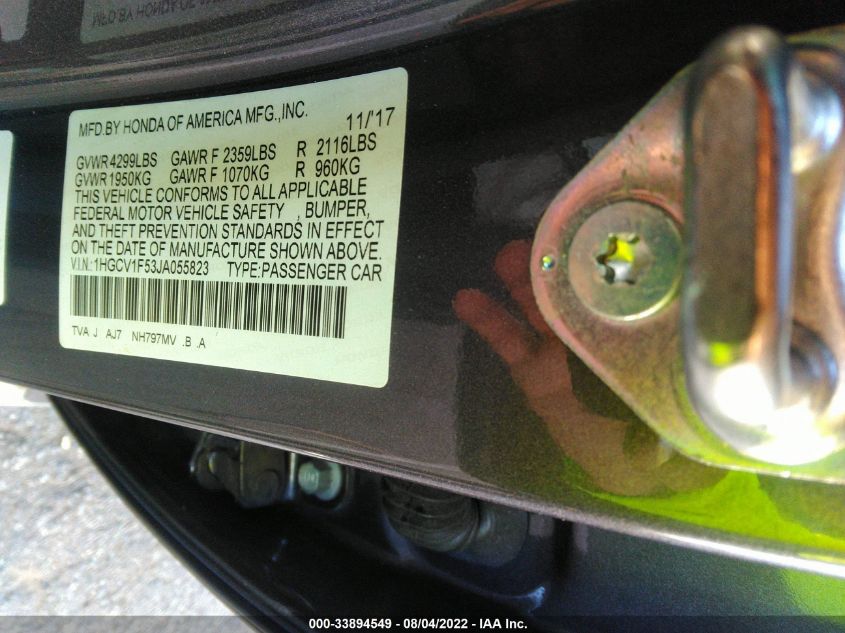 MFD.BY HONDA OF AMERICA MFG.,INC. 11/'17
GVWR 4299LBS GAWR F 2359LBS R 2116LBS
GVWR 1950KG GAWR F 1070KG R 960KG
THIS VEHICLE CONFORMS TO ALL APPLICABLE
FEDERAL MOTOR VEHICLE SAFETY , BUMPER,
AND THEFT PREVENTION STANDARDS IN EFFECT
ON THE DATE OF MANUFACTURE SHOWN ABOVE.
V.I.N.:1HGCV1F53JA055823 TYPE:PASSENGER CAR
TVA J AJ7 NH797MV .B .A
000-33894549 - 08/04/2022 - IAA Inc.